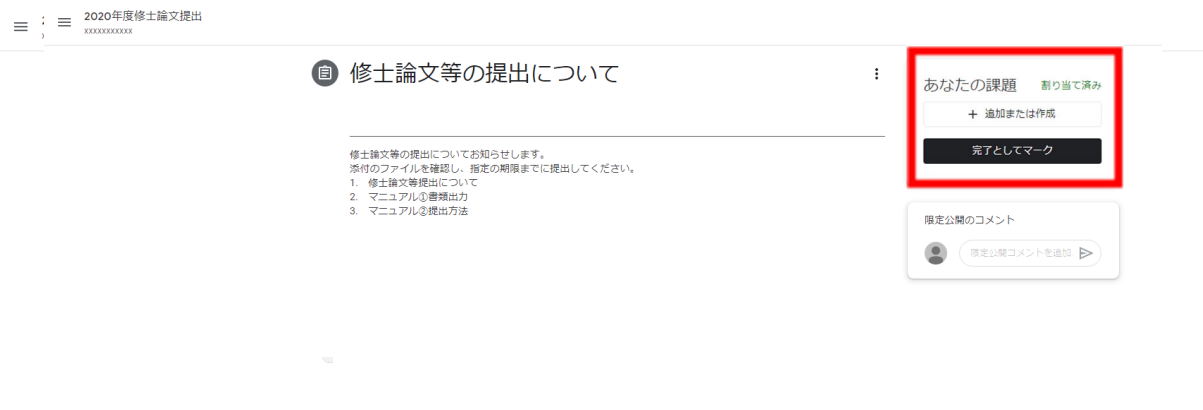 2020年度修士論文提出
xxxxxxxxxxx
修士論文等の提出について
修士論文等の提出についてお知らせします。
添付のファイルを確認し、指定の期限までに提出してください。
1. 修士論文等提出について
2. マニュアル①書類出力
3. マニュアル②提出方法
あなたの課題 割り当て済み
+ 追加または作成
完了としてマーク
限定公開のコメント
限定公開コメントを追加